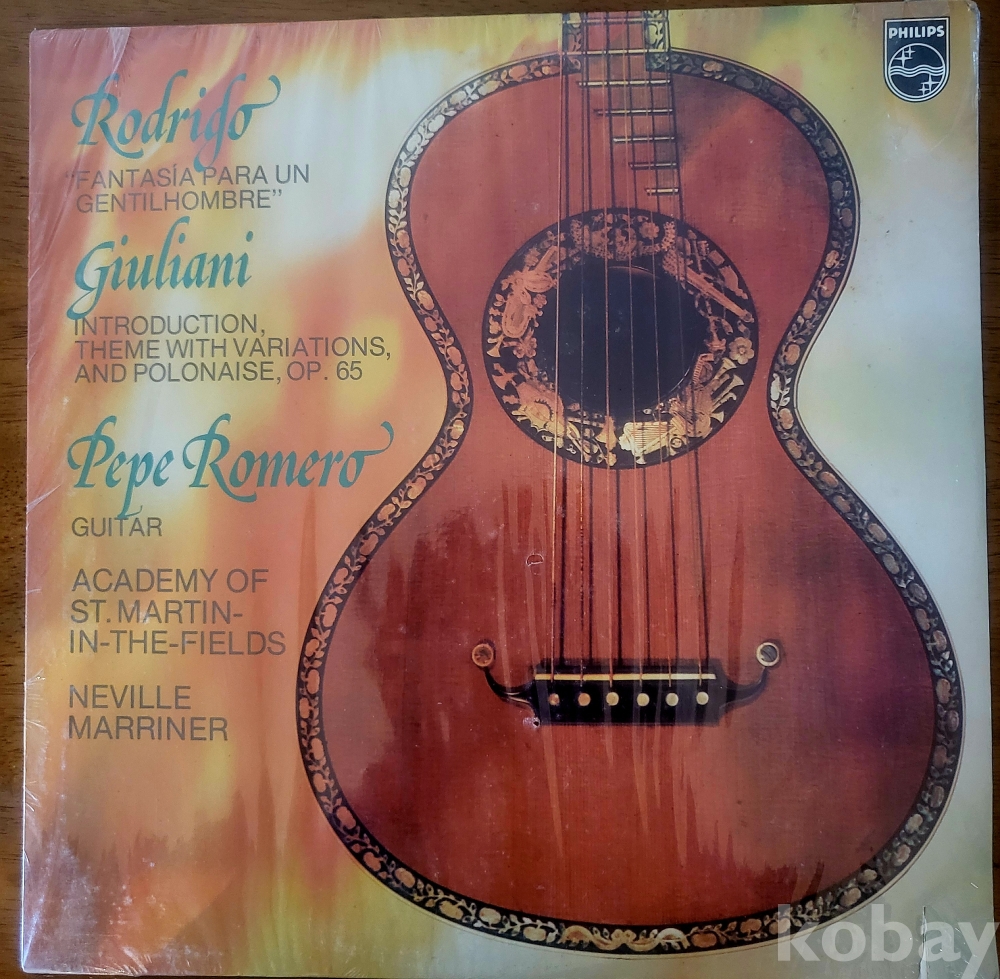 PHILIPS
Rodrigo
"FANTASÍA PARA UN
GENTILHOMBRE"
Giuliani
INTRODUCTION,
THEME WITH VARIATIONS,
AND POLONAISE, OP. 65
Pepe Romero
GUITAR
ACADEMY OF
ST. MARTIN-
IN-THE-FIELDS
NEVILLE
MARRINER
kobay